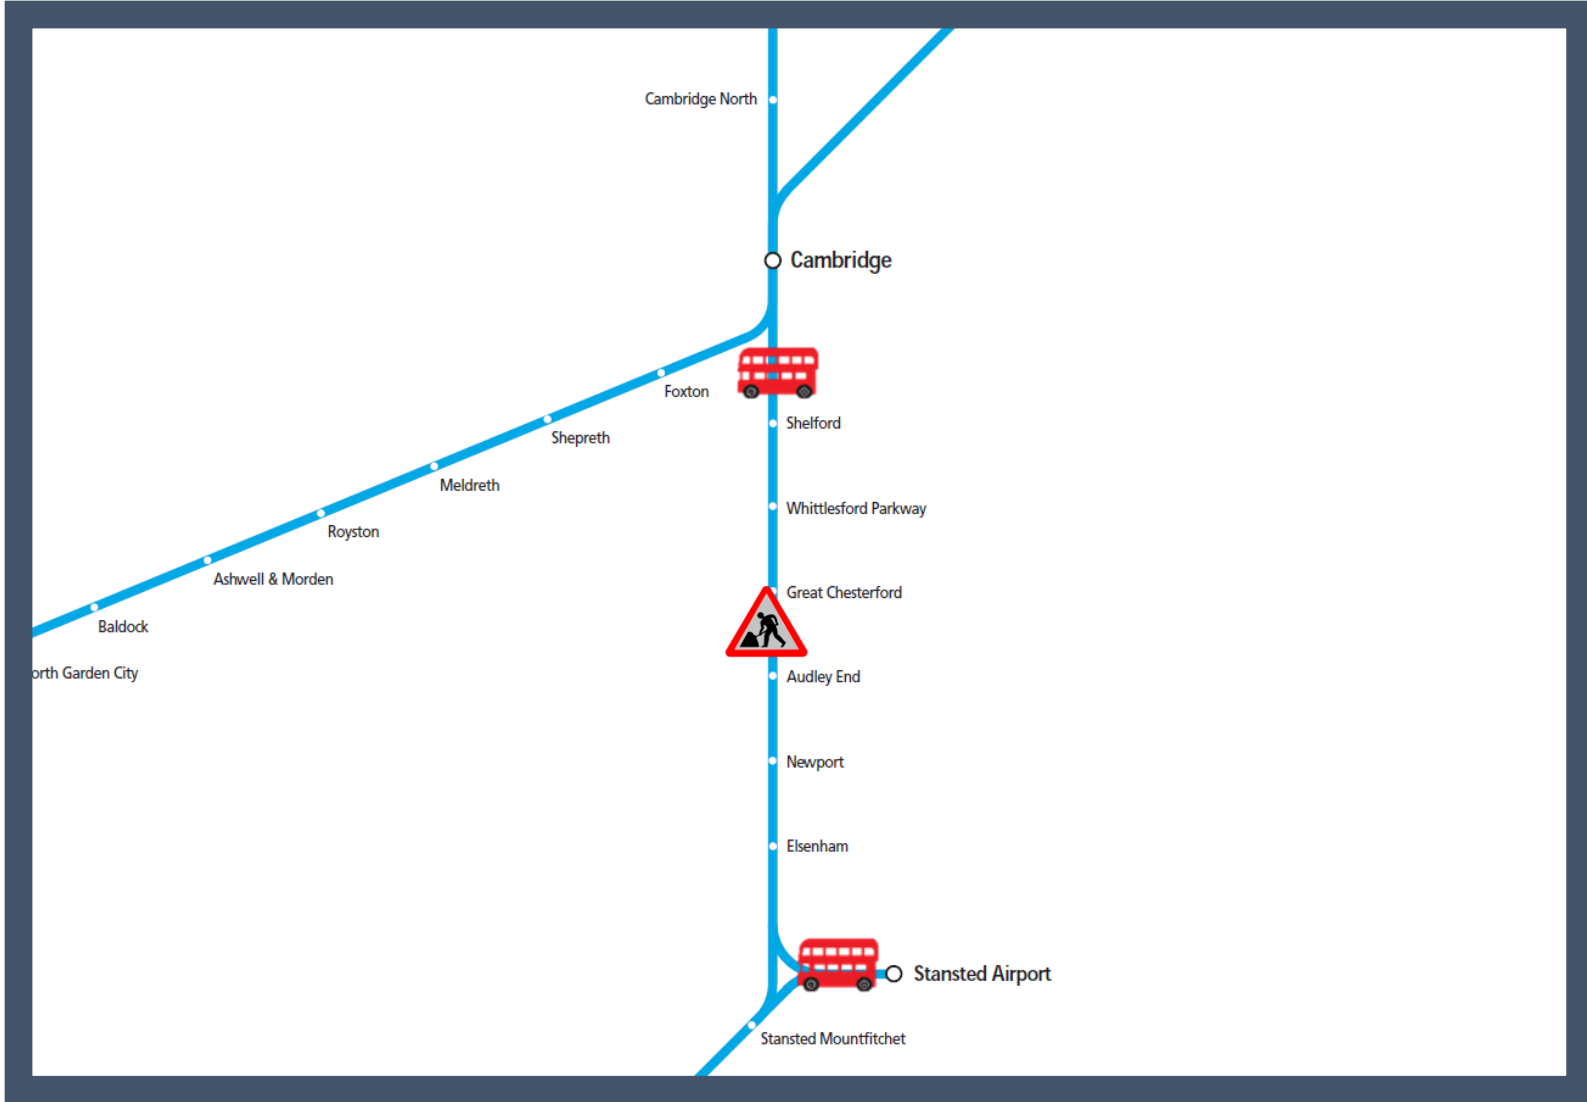 Cambridge North
Cambridge
Foxton
Shelford
Shepreth
Meldreth
Whittlesford Parkway
Royston
Ashwell & Morden
Great Chesterford
Baldock
orth Garden City
Audley End
Newport
Elsenham
Stansted Airport
Stansted Mountfitchet